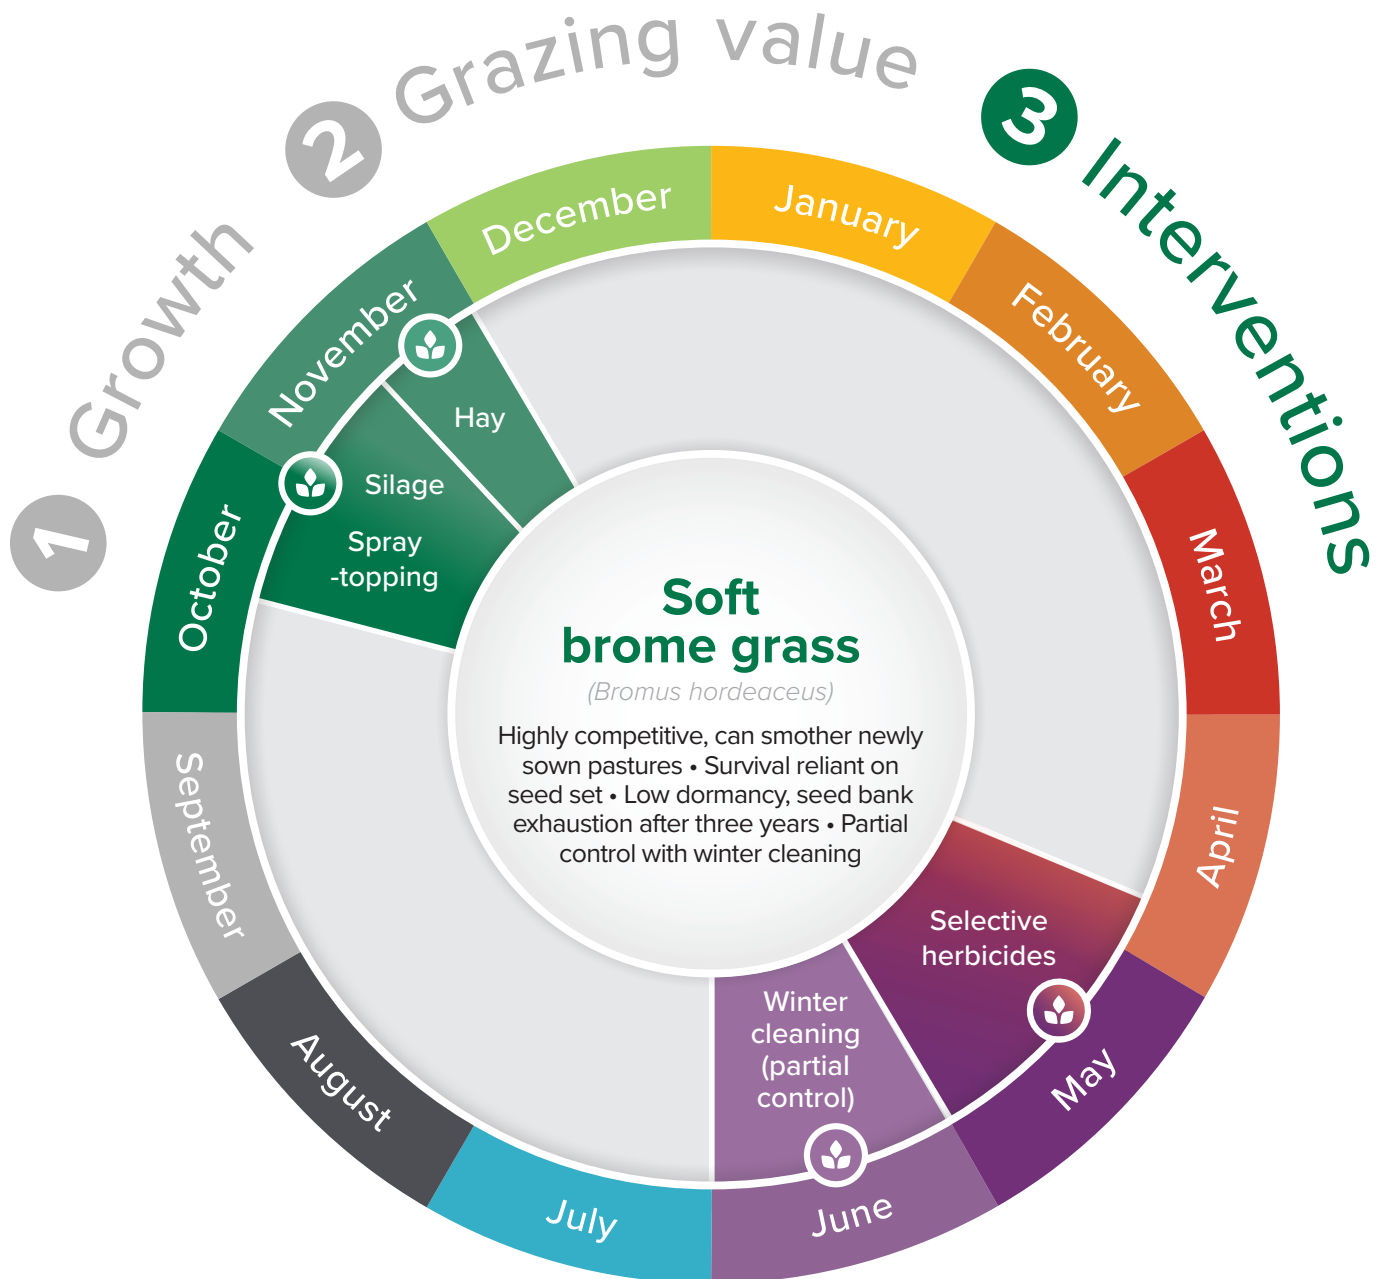 1 Growth
2 Grazing value
3 Interventions
January
February
March
April
May
June
July
August
September
October
November
December
Hay
Silage
Spray
-topping
Selective
herbicides
Winter
cleaning
(partial
control)
Soft
brome grass
(Bromus hordeaceus)
Highly competitive, can smother newly
sown pastures • Survival reliant on
seed set • Low dormancy, seed bank
exhaustion after three years • Partial
control with winter cleaning